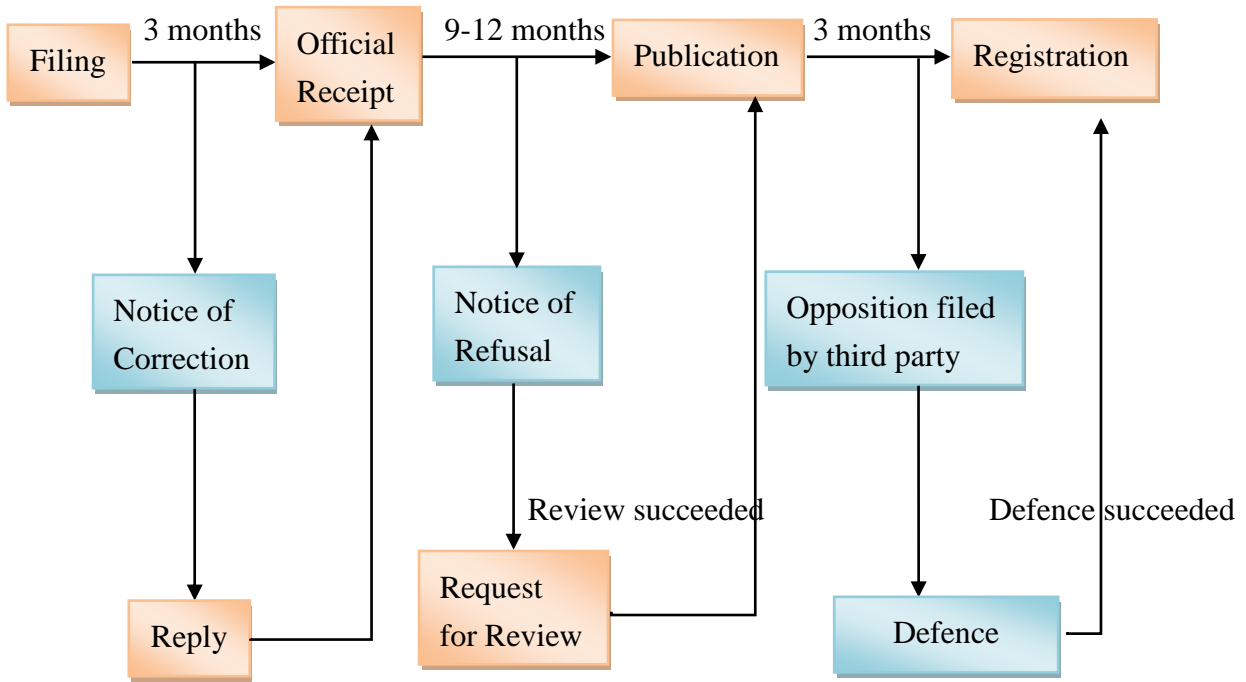 Filing
3 months
Official
Receipt
9-12 months
Publication
3 months
Registration
Notice of
Correction
Notice of
Refusal
Opposition filed
by third party
Review succeeded
Defence succeeded
Reply
Request
for Review
Defence